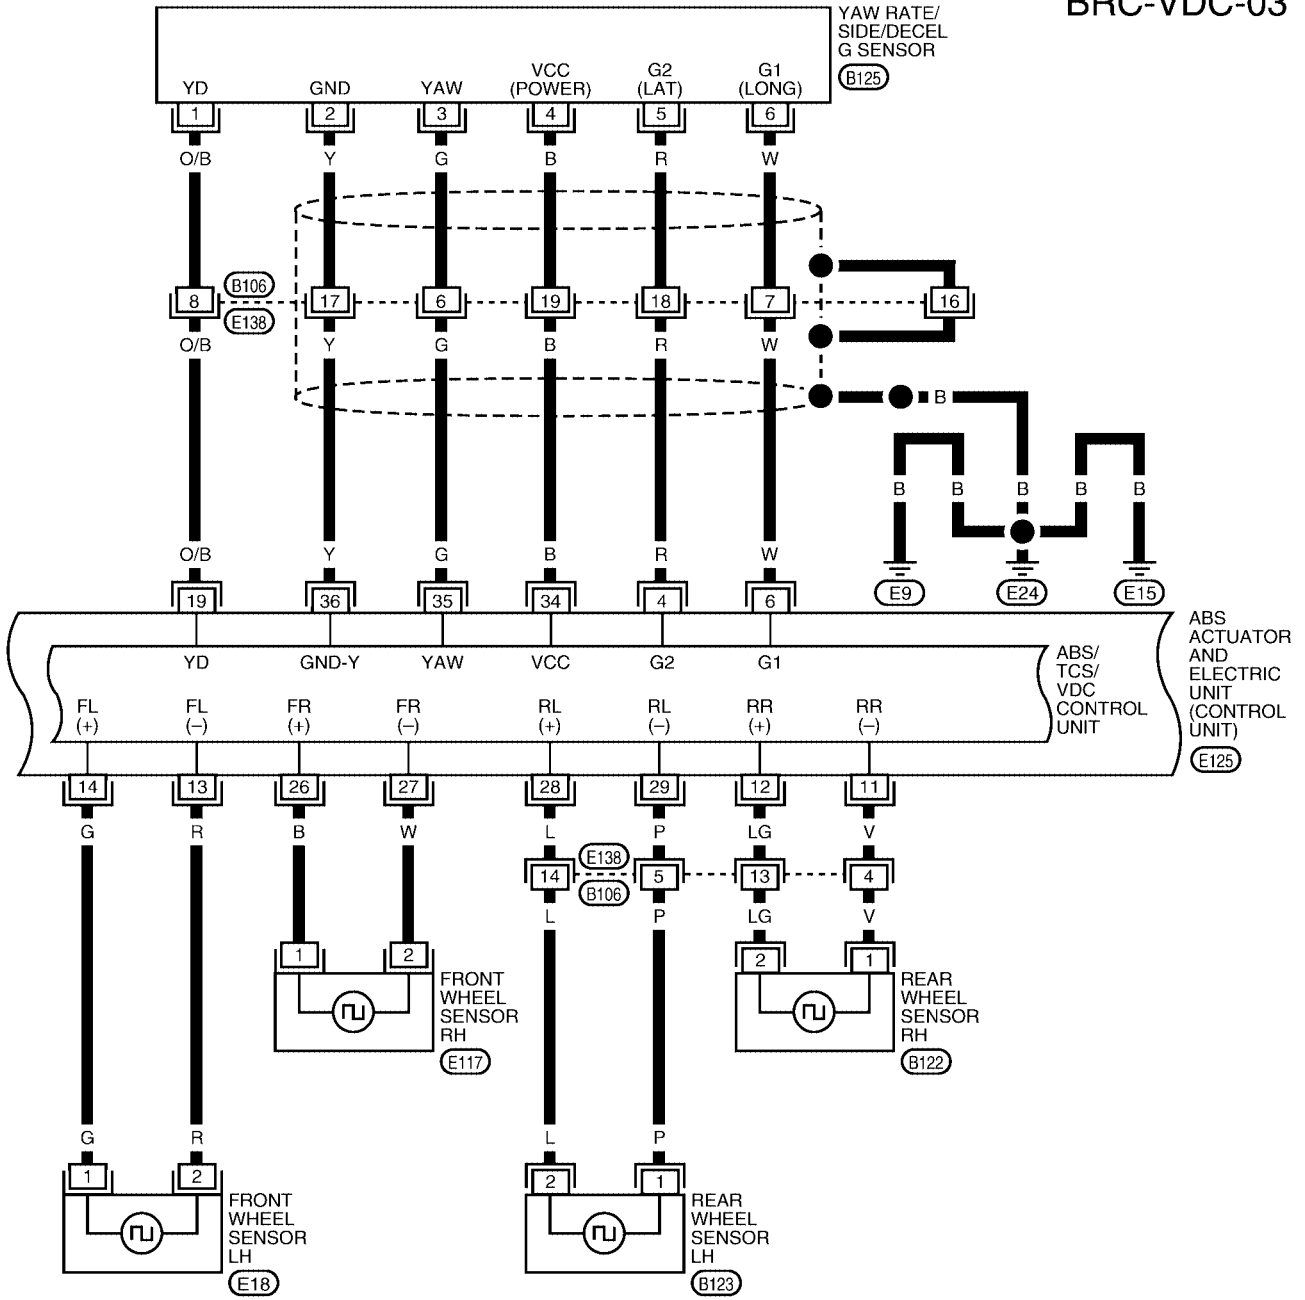 BRC-VDC-03
YAW RATE/
SIDE/DECEL
G SENSOR
B125
YD GND YAW VCC (POWER) G2 (LAT) G1 (LONG)
1 2 3 4 5 6
O/B Y G B R W
B106
8 17 6 19 18 7 16
E138
O/B Y G B R W
B
B B B B B
O/B Y G B R W
E9 E24 E15
19 36 35 34 4 6
ABS
ACTUATOR
AND
ELECTRIC
UNIT
(CONTROL
UNIT)
E125
YD GND-Y YAW VCC G2 G1
ABS/
TCS/
VDC
CONTROL
UNIT
FL FL FR FR RL RL RR RR
(+) (–) (+) (–) (+) (–) (+) (–)
14 13 26 27 28 29 12 11
G R B W L P LG V
E138
14 5 13 4
B106
L P LG V
1 2
2 1
FRONT
WHEEL
SENSOR
RH
E117
REAR
WHEEL
SENSOR
RH
B122
G R L P
1 2
2 1
FRONT
WHEEL
SENSOR
LH
E18
REAR
WHEEL
SENSOR
LH
B123